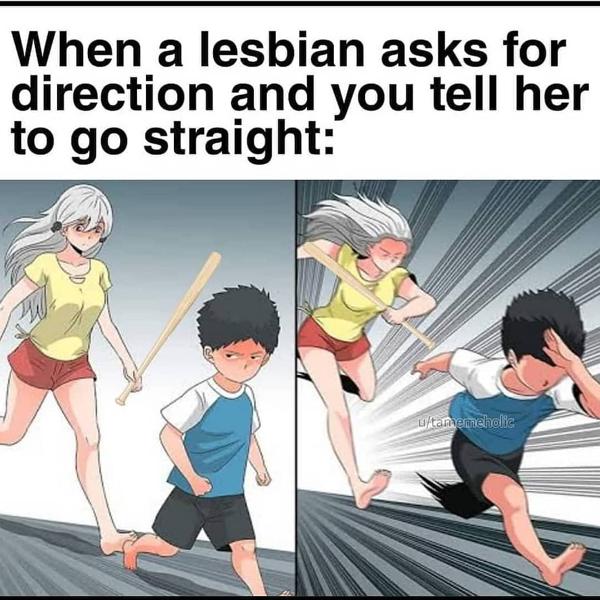 When a lesbian asks for
direction and you tell her
to go straight:
u/tamemeholic